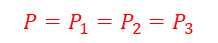 P = P₁ = P₂ = P₃